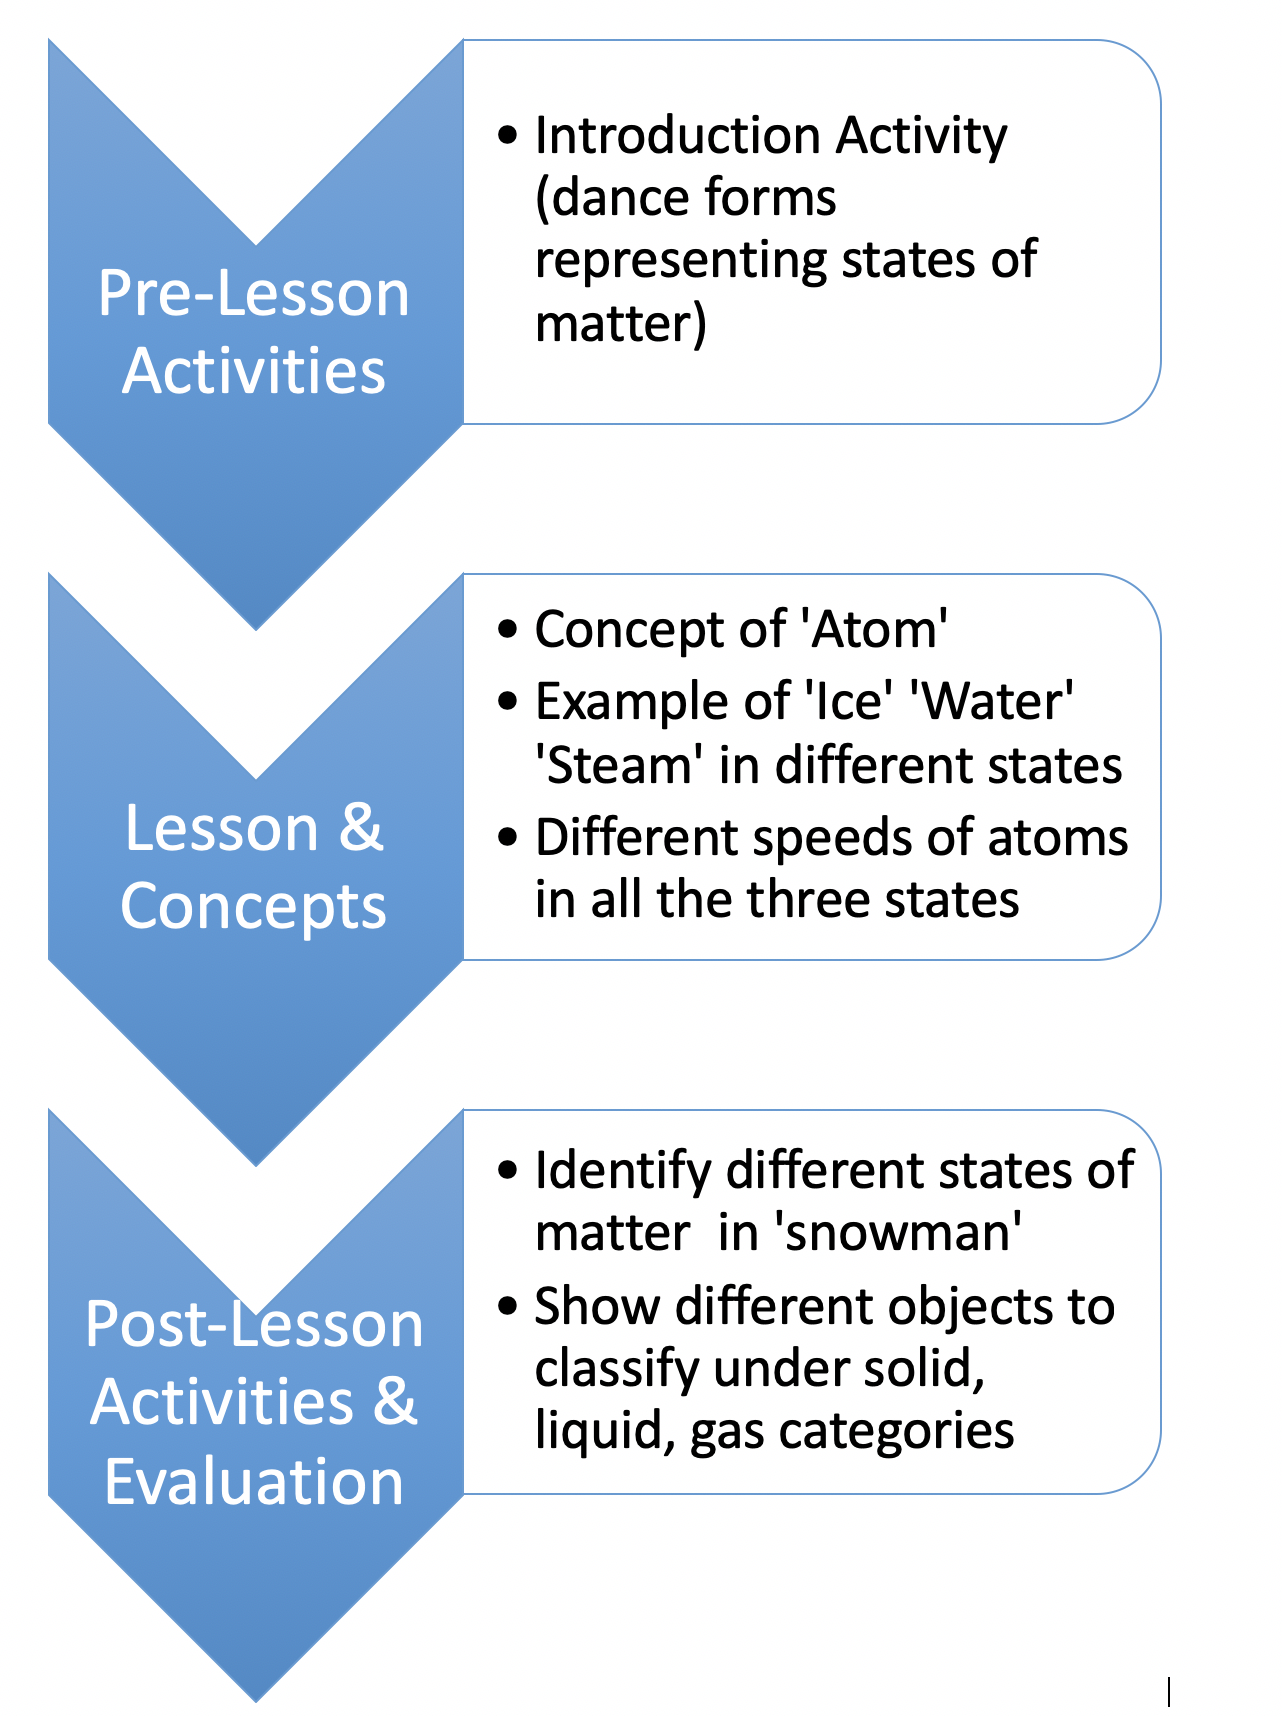 Pre-Lesson
Activities
• Introduction Activity
(dance forms
representing states of
matter)
Lesson &
Concepts
• Concept of 'Atom'
• Example of 'Ice' 'Water'
'Steam' in different states
• Different speeds of atoms
in all the three states
Post-Lesson
Activities &
Evaluation
• Identify different states of
matter  in 'snowman'
• Show different objects to
classify under solid,
liquid, gas categories